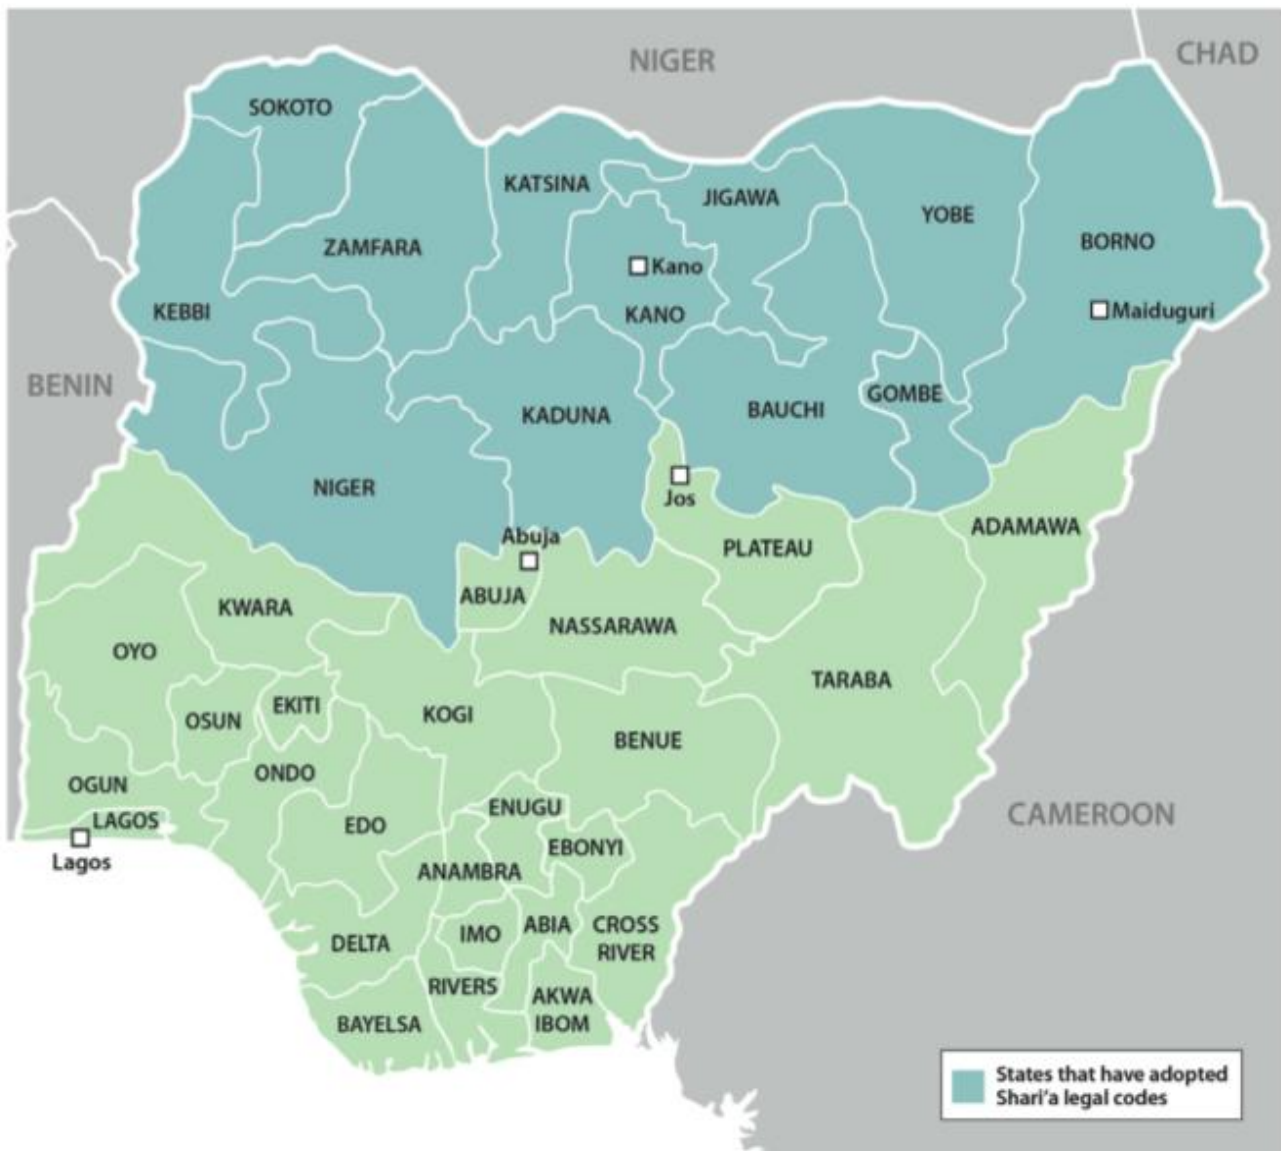 NIGER
CHAD
SOKOTO
KATSINA
JIGAWA
YOBE
ZAMFARA
BORNO
Kano
KEBBI
KANO
Maiduguri
BENIN
GOMBE
KADUNA
BAUCHI
NIGER
Jos
ADAMAWA
Abuja
PLATEAU
ABUJA
KWARA
NASSARAWA
OYO
TARABA
EKITI
OSUN
KOGI
BENUE
ONDO
OGUN
ENUGU
LAGOS
EDO
CAMEROON
Lagos
EBONYI
ANAMBRA
ABIA
CROSS
RIVER
IMO
DELTA
RIVERS
AKWA
IBOM
BAYELSA
States that have adopted
Shari'a legal codes